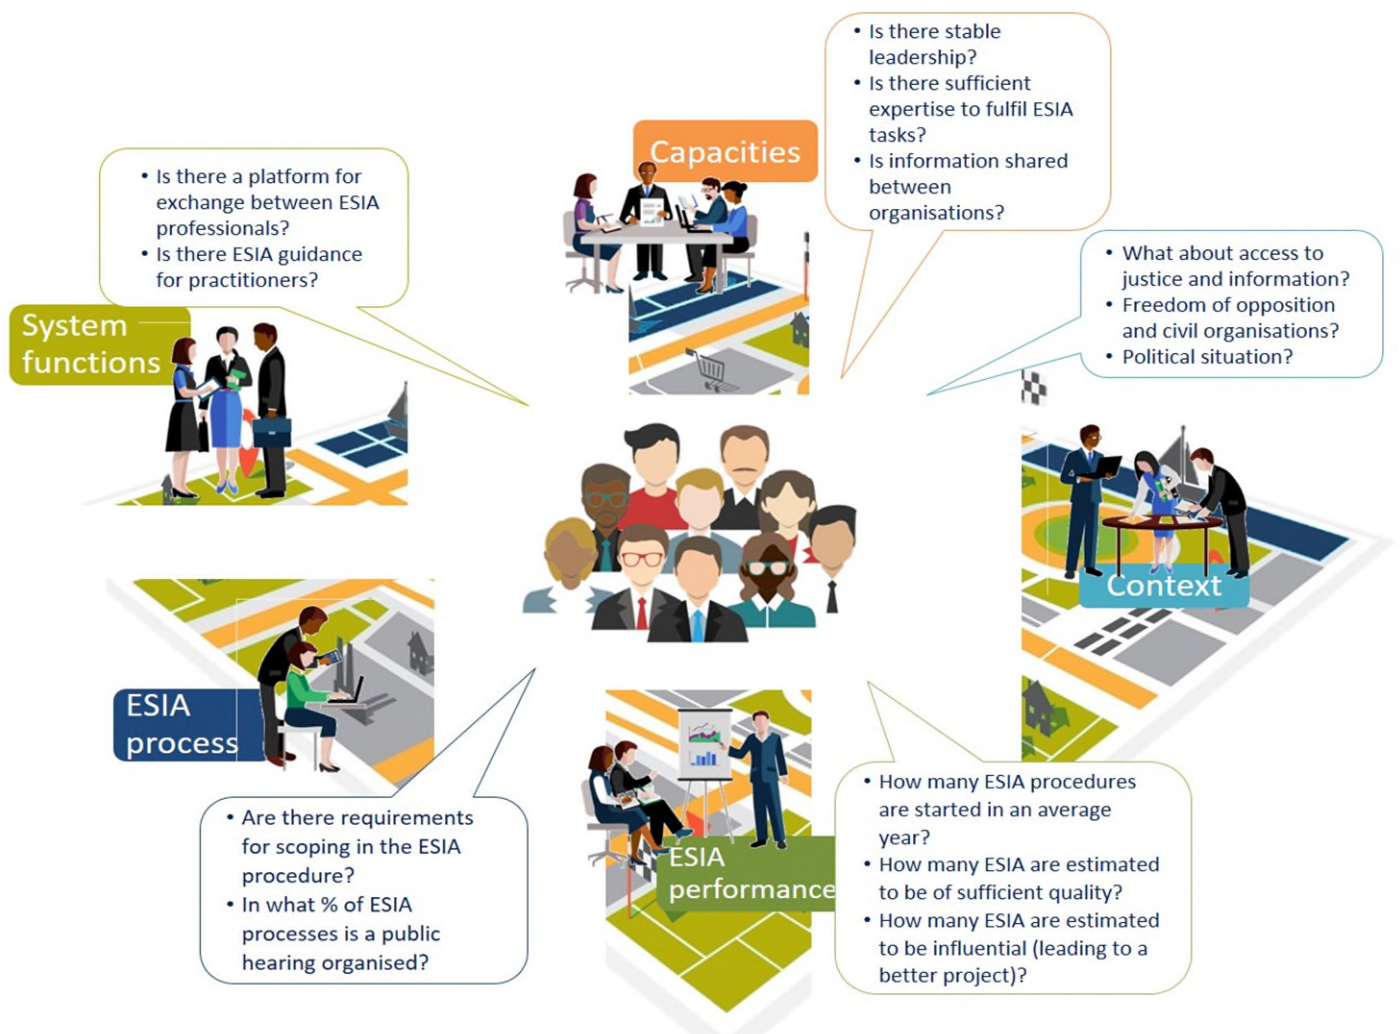 • Is there stable
leadership?
• Is there sufficient
expertise to fulfil ESIA
tasks?
• Is information shared
between
organisations?
Capacities
• Is there a platform for
exchange between ESIA
professionals?
• Is there ESIA guidance
for practitioners?
System
functions
• What about access to
justice and information?
• Freedom of opposition
and civil organisations?
• Political situation?
Context
ESIA
process
• Are there requirements
for scoping in the ESIA
procedure?
• In what % of ESIA
processes is a public
hearing organised?
ESIA
performance
• How many ESIA procedures
are started in an average
year?
• How many ESIA are estimated
to be of sufficient quality?
• How many ESIA are estimated
to be influential (leading to a
better project)?